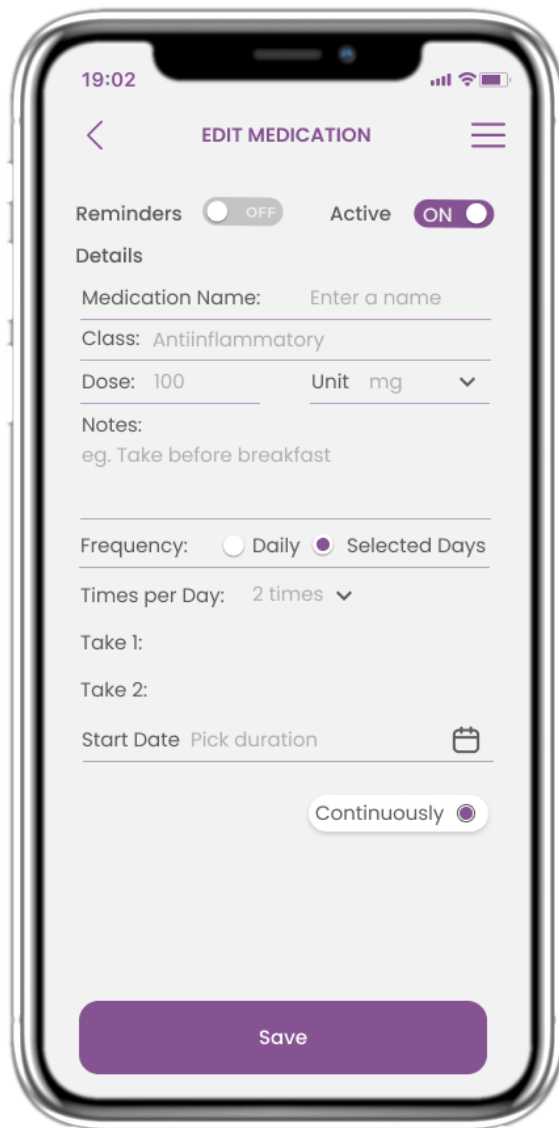 19:02
EDIT MEDICATION
Reminders OFF Active ON
Details
Medication Name: Enter a name
Class: Antiinflammatory
Dose: 100 Unit mg
Notes:
eg. Take before breakfast
Frequency: Daily Selected Days
Times per Day: 2 times
Take 1:
Take 2:
Start Date Pick duration
Continuously
Save